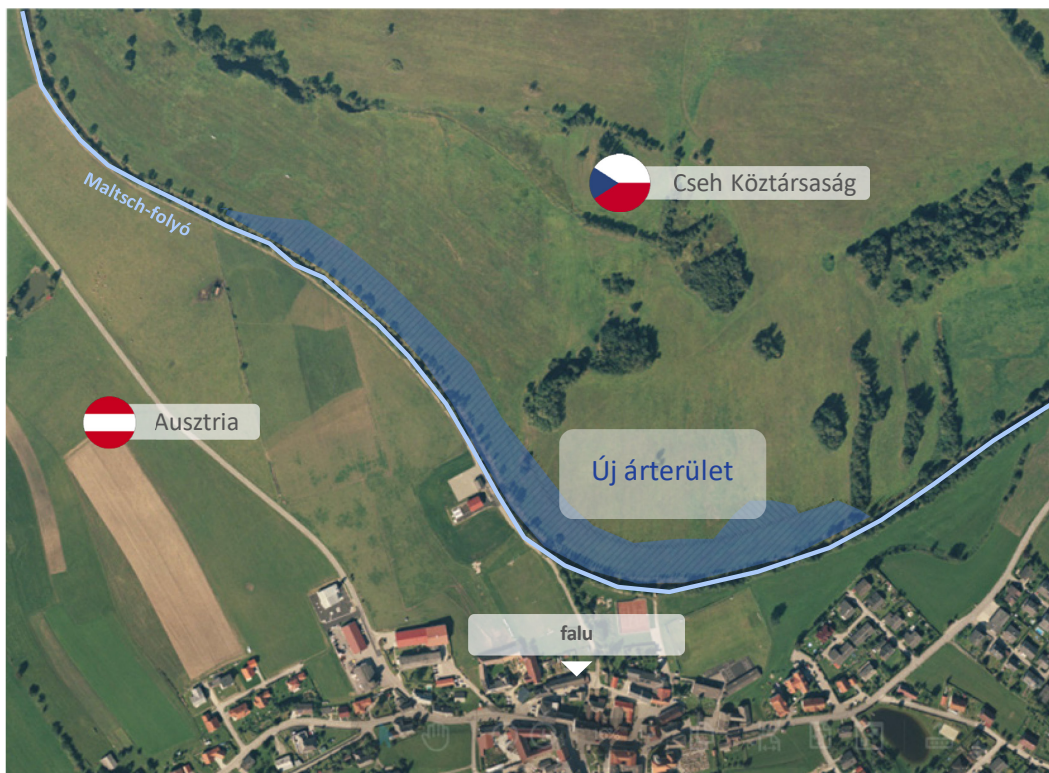 Cseh Köztársaság
Maltsch-folyó
Ausztria
Új árterület
falu